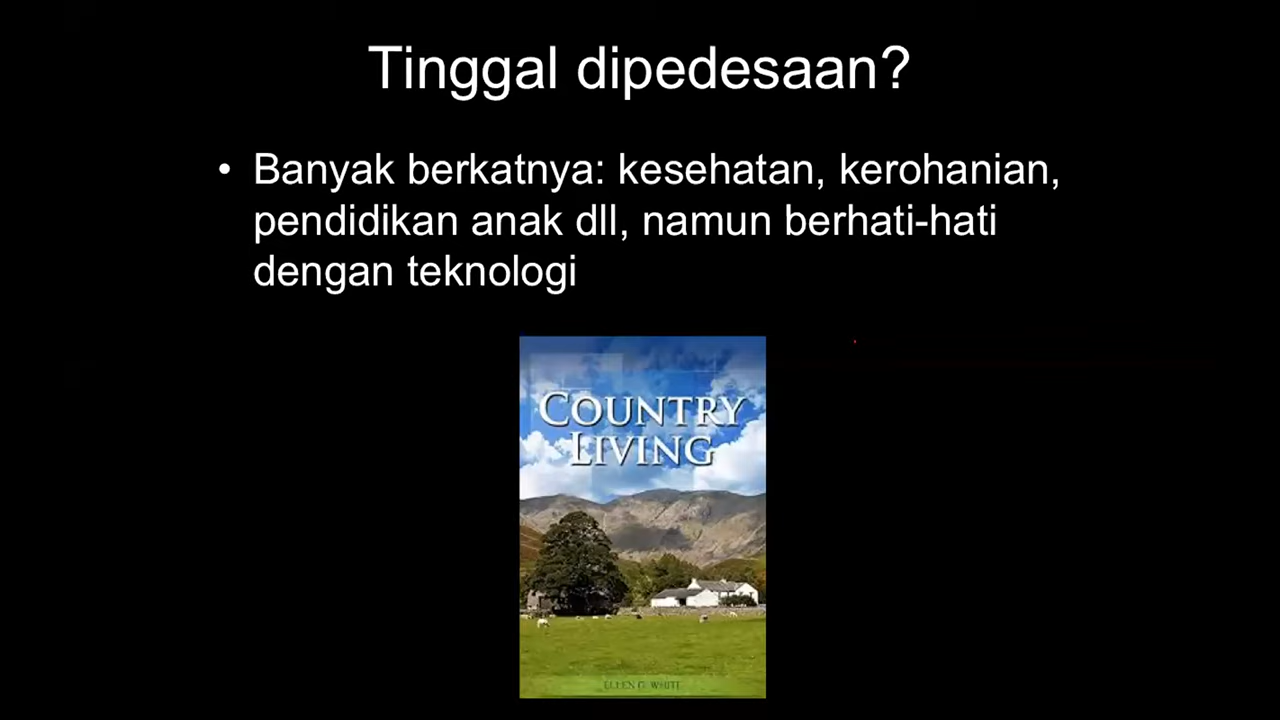 Tinggal dipedesaan?
• Banyak berkatnya: kesehatan, kerohanian,
pendidikan anak dll, namun berhati-hati
dengan teknologi
COUNTRY
LIVING
ELLEN G. WHITE